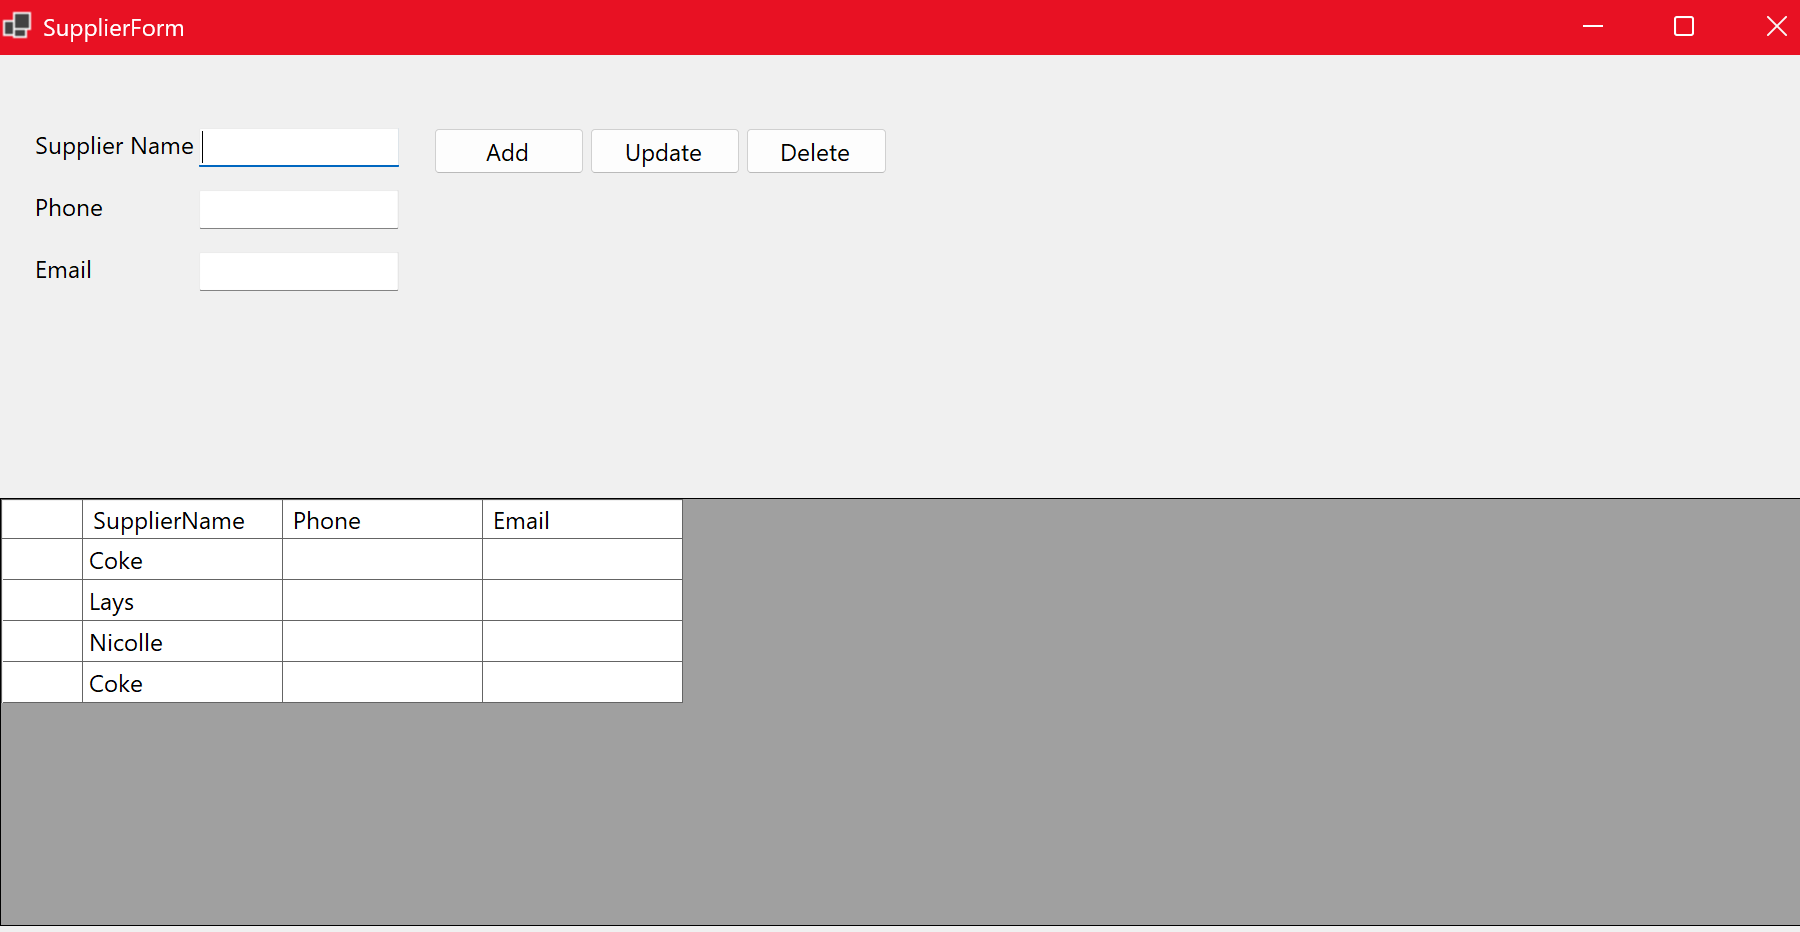 SupplierForm
Supplier Name
Add Update Delete
Phone
Email
SupplierName Phone Email
Coke
Lays
Nicolle
Coke